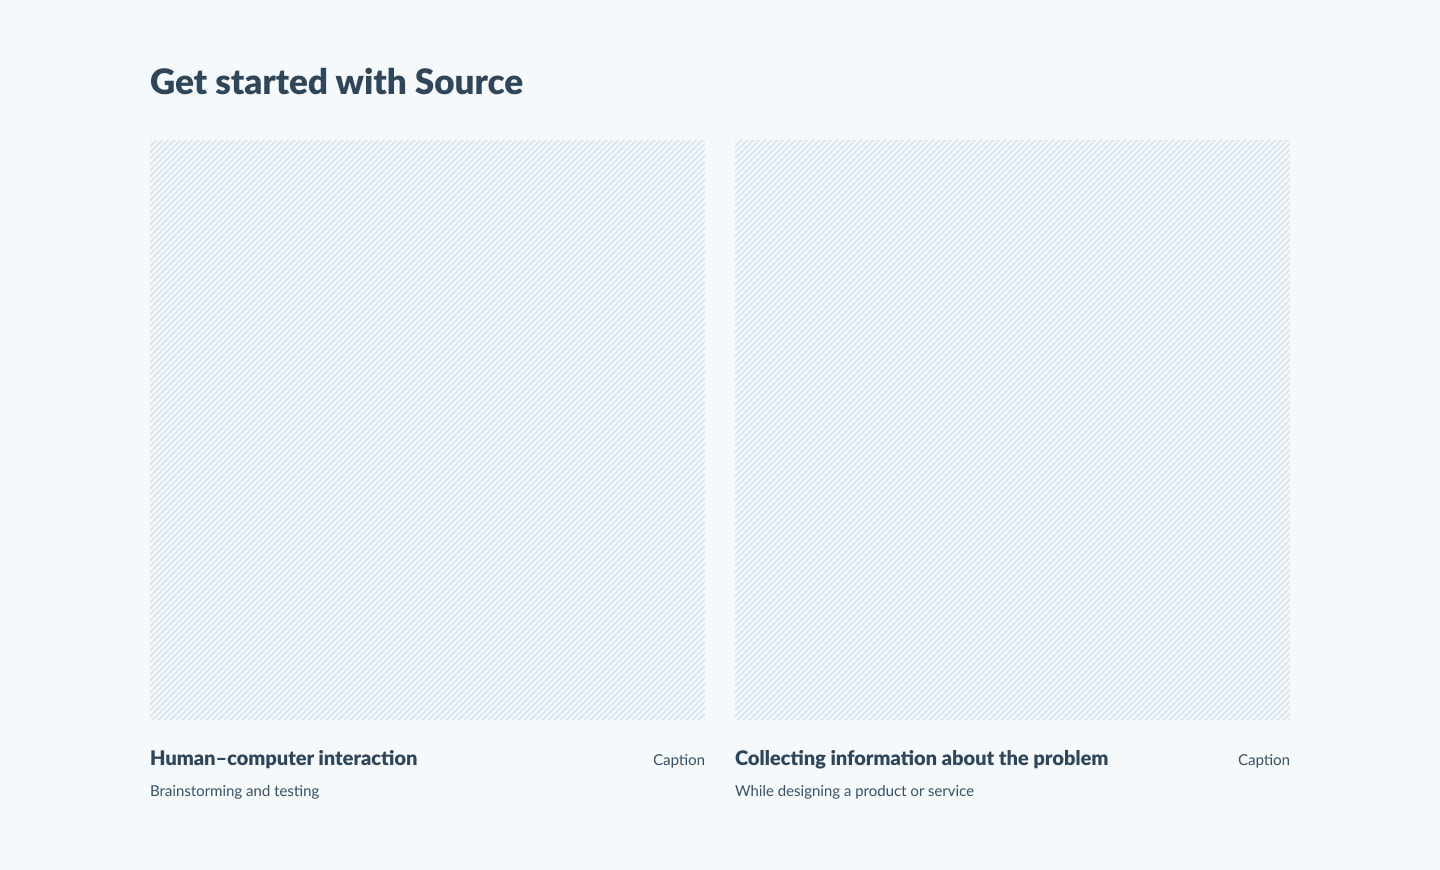 Get started with Source
Human–computer interaction
Caption
Brainstorming and testing
Collecting information about the problem
Caption
While designing a product or service